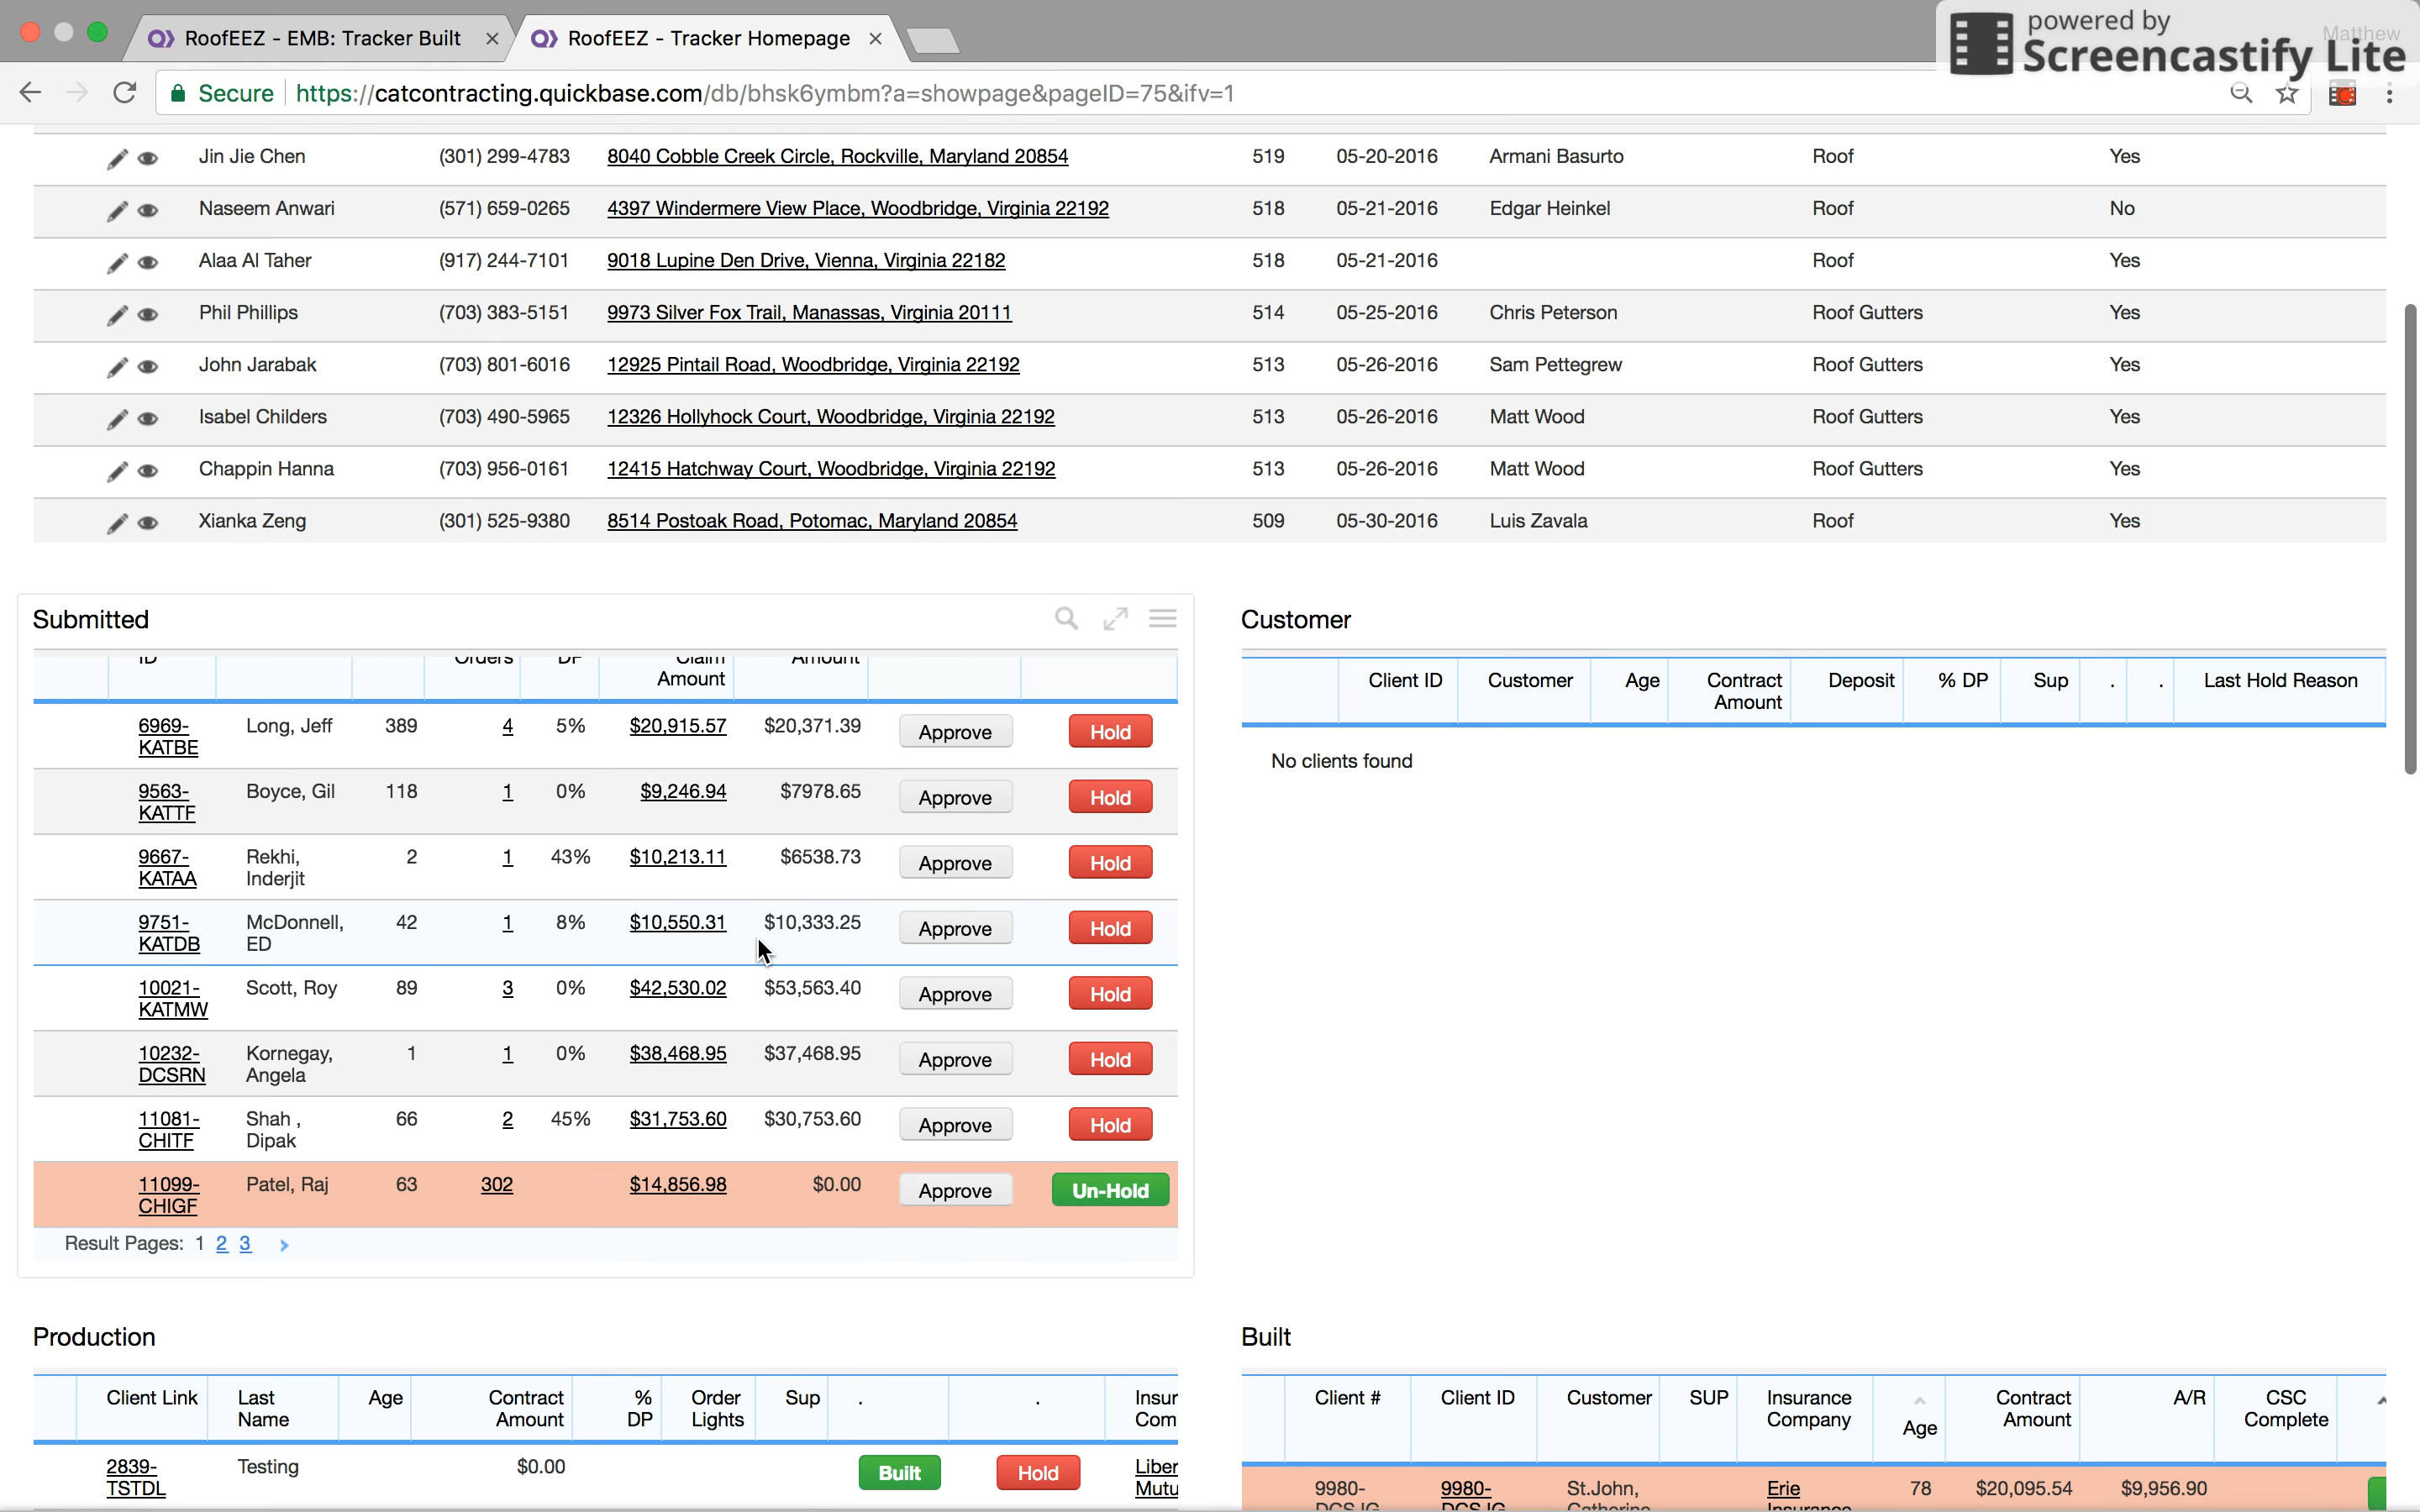 RoofEEZ - EMB: Tracker Built
RoofEEZ - Tracker Homepage
powered by
Screencastify Lite
Matthew
Secure https://catcontracting.quickbase.com/db/bhsk6ymbm?a=showpage&pageID=75&ifv=1
Jin Jie Chen (301) 299-4783 8040 Cobble Creek Circle, Rockville, Maryland 20854 519 05-20-2016 Armani Basurto Roof Yes
Naseem Anwari (571) 659-0265 4397 Windermere View Place, Woodbridge, Virginia 22192 518 05-21-2016 Edgar Heinkel Roof No
Alaa Al Taher (917) 244-7101 9018 Lupine Den Drive, Vienna, Virginia 22182 518 05-21-2016 Roof Yes
Phil Phillips (703) 383-5151 9973 Silver Fox Trail, Manassas, Virginia 20111 514 05-25-2016 Chris Peterson Roof Gutters Yes
John Jarabak (703) 801-6016 12925 Pintail Road, Woodbridge, Virginia 22192 513 05-26-2016 Sam Pettegrew Roof Gutters Yes
Isabel Childers (703) 490-5965 12326 Hollyhock Court, Woodbridge, Virginia 22192 513 05-26-2016 Matt Wood Roof Gutters Yes
Chappin Hanna (703) 956-0161 12415 Hatchway Court, Woodbridge, Virginia 22192 513 05-26-2016 Matt Wood Roof Gutters Yes
Xianka Zeng (301) 525-9380 8514 Postoak Road, Potomac, Maryland 20854 509 05-30-2016 Luis Zavala Roof Yes
Submitted
ID Orders DP Claim Amount
Amount
6969- Long, Jeff 389 4 5% $20,915.57 $20,371.39 Approve Hold
KATBE
9563- Boyce, Gil 118 1 0% $9,246.94 $7978.65 Approve Hold
KATTF
9667- Rekhi, 2 1 43% $10,213.11 $6538.73 Approve Hold
KATAA Inderjit
9751- McDonnell, 42 1 8% $10,550.31 $10,333.25 Approve Hold
KATDB ED
10021- Scott, Roy 89 3 0% $42,530.02 $53,563.40 Approve Hold
KATMW
10232- Kornegay, 1 1 0% $38,468.95 $37,468.95 Approve Hold
DCSRN Angela
11081- Shah , 66 2 45% $31,753.60 $30,753.60 Approve Hold
CHITF Dipak
11099- Patel, Raj 63 302 $14,856.98 $0.00 Approve Un-Hold
CHIGF
Result Pages: 1 2 3 >
Customer
Client ID Customer Age Contract Deposit % DP Sup . . Last Hold Reason
Amount
No clients found
Production
Client Link Last Age Contract % Order Sup . . Insur
Name Amount DP Lights Com
2839- Testing $0.00 Built Hold Liber
TSTDL Mutu
Built
Client # Client ID Customer SUP Insurance Age Contract A/R CSC
Company Amount Complete
9980- 9980- St.John, Erie 78 $20,095.54 $9,956.90